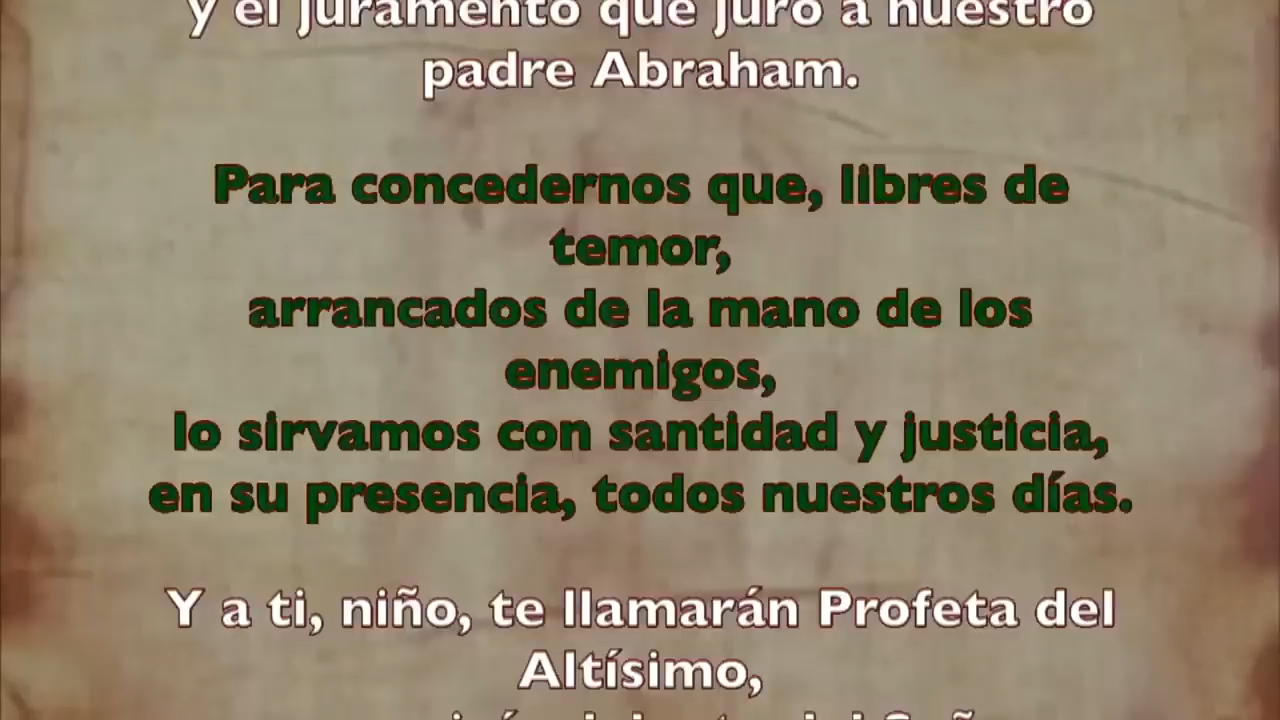 y el juramento que juró a nuestro
padre Abraham.
Para concedernos que, libres de
temor,
arrancados de la mano de los
enemigos,
lo sirvamos con santidad y justicia,
en su presencia, todos nuestros días.
Y a ti, niño, te llamarán Profeta del
Altísimo,